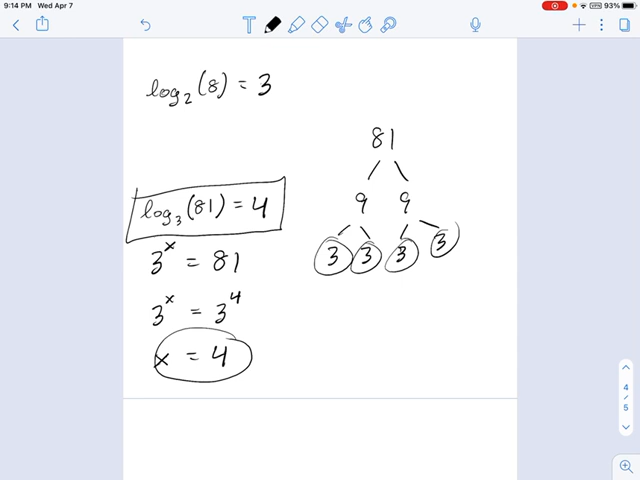 9:14 PM Wed Apr 7
VPN 93%
T
log₂(8) = 3
81
9 9
3 3 3 3
log₃(81) = 4
3ˣ = 81
3ˣ = 3⁴
x = 4
4
/
5